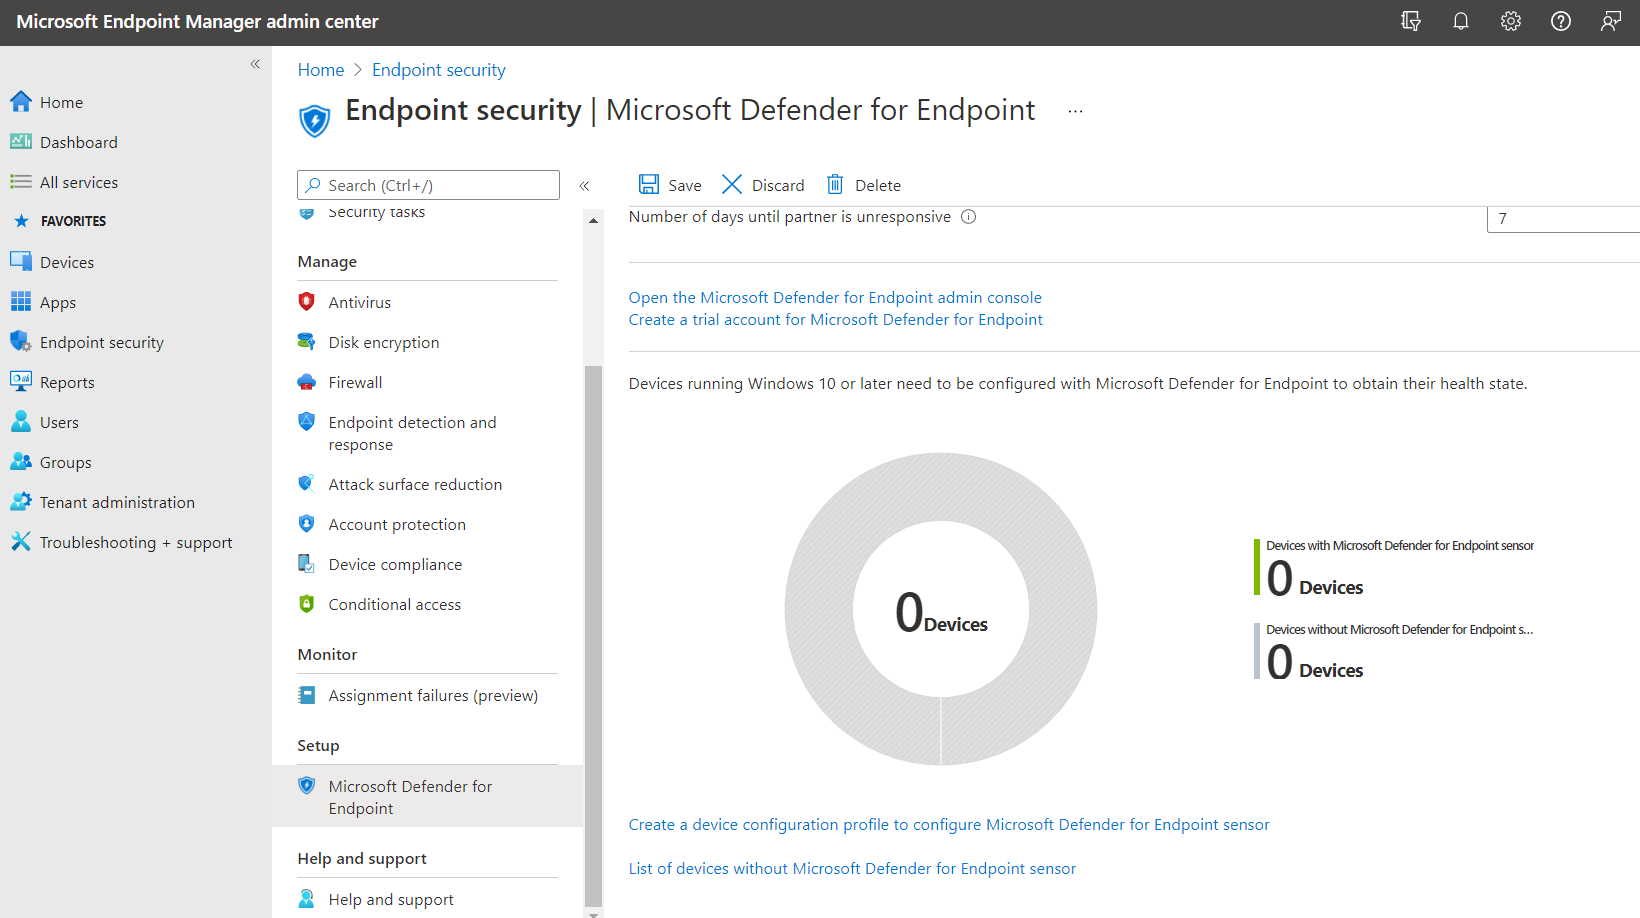 Microsoft Endpoint Manager admin center
Home
Dashboard
All services
FAVORITES
Devices
Apps
Endpoint security
Reports
Users
Groups
Tenant administration
Troubleshooting + support
Home > Endpoint security
Endpoint security | Microsoft Defender for Endpoint ...
Search (Ctrl+/)
Security tasks
Manage
Antivirus
Disk encryption
Firewall
Endpoint detection and
response
Attack surface reduction
Account protection
Device compliance
Conditional access
Monitor
Assignment failures (preview)
Setup
Microsoft Defender for
Endpoint
Help and support
Help and support
Save Discard Delete
Number of days until partner is unresponsive 7
Open the Microsoft Defender for Endpoint admin console
Create a trial account for Microsoft Defender for Endpoint
Devices running Windows 10 or later need to be configured with Microsoft Defender for Endpoint to obtain their health state.
0 Devices
Devices with Microsoft Defender for Endpoint sensor
0 Devices
Devices without Microsoft Defender for Endpoint s...
0 Devices
Create a device configuration profile to configure Microsoft Defender for Endpoint sensor
List of devices without Microsoft Defender for Endpoint sensor